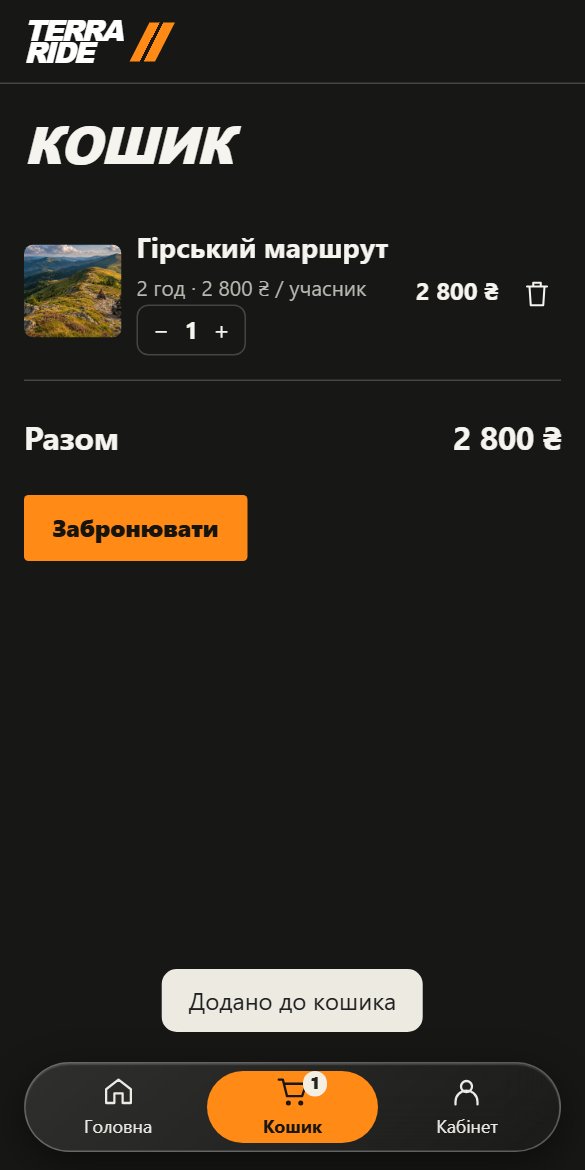 TERRA
RIDE
КОШИК
Гірський маршрут
2 год · 2 800 ₴ / учасник
2 800 ₴
− 1 +
Разом
2 800 ₴
Забронювати
Додано до кошика
1
Головна
Кошик
Кабінет